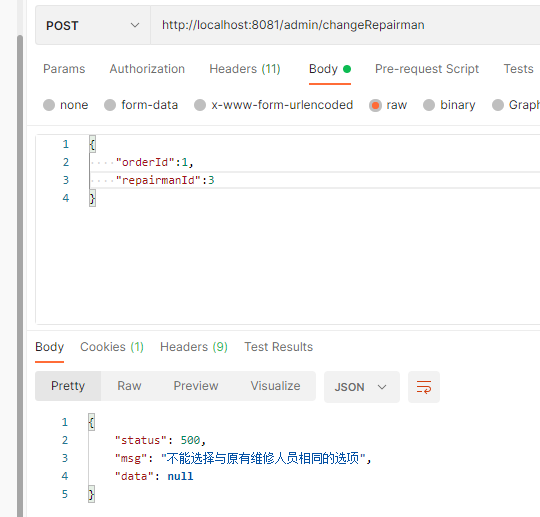 POST http://localhost:8081/admin/changeRepairman
Params Authorization Headers (11) Body Pre-request Script Tests
none form-data x-www-form-urlencoded raw binary Grap
1 {
2 "orderId":1,
3 "repairmanId":3
4 }
Body Cookies (1) Headers (9) Test Results
Pretty Raw Preview Visualize JSON
1 {
2 "status": 500,
3 "msg": "不能选择与原有维修人员相同的选项",
4 "data": null
5 }